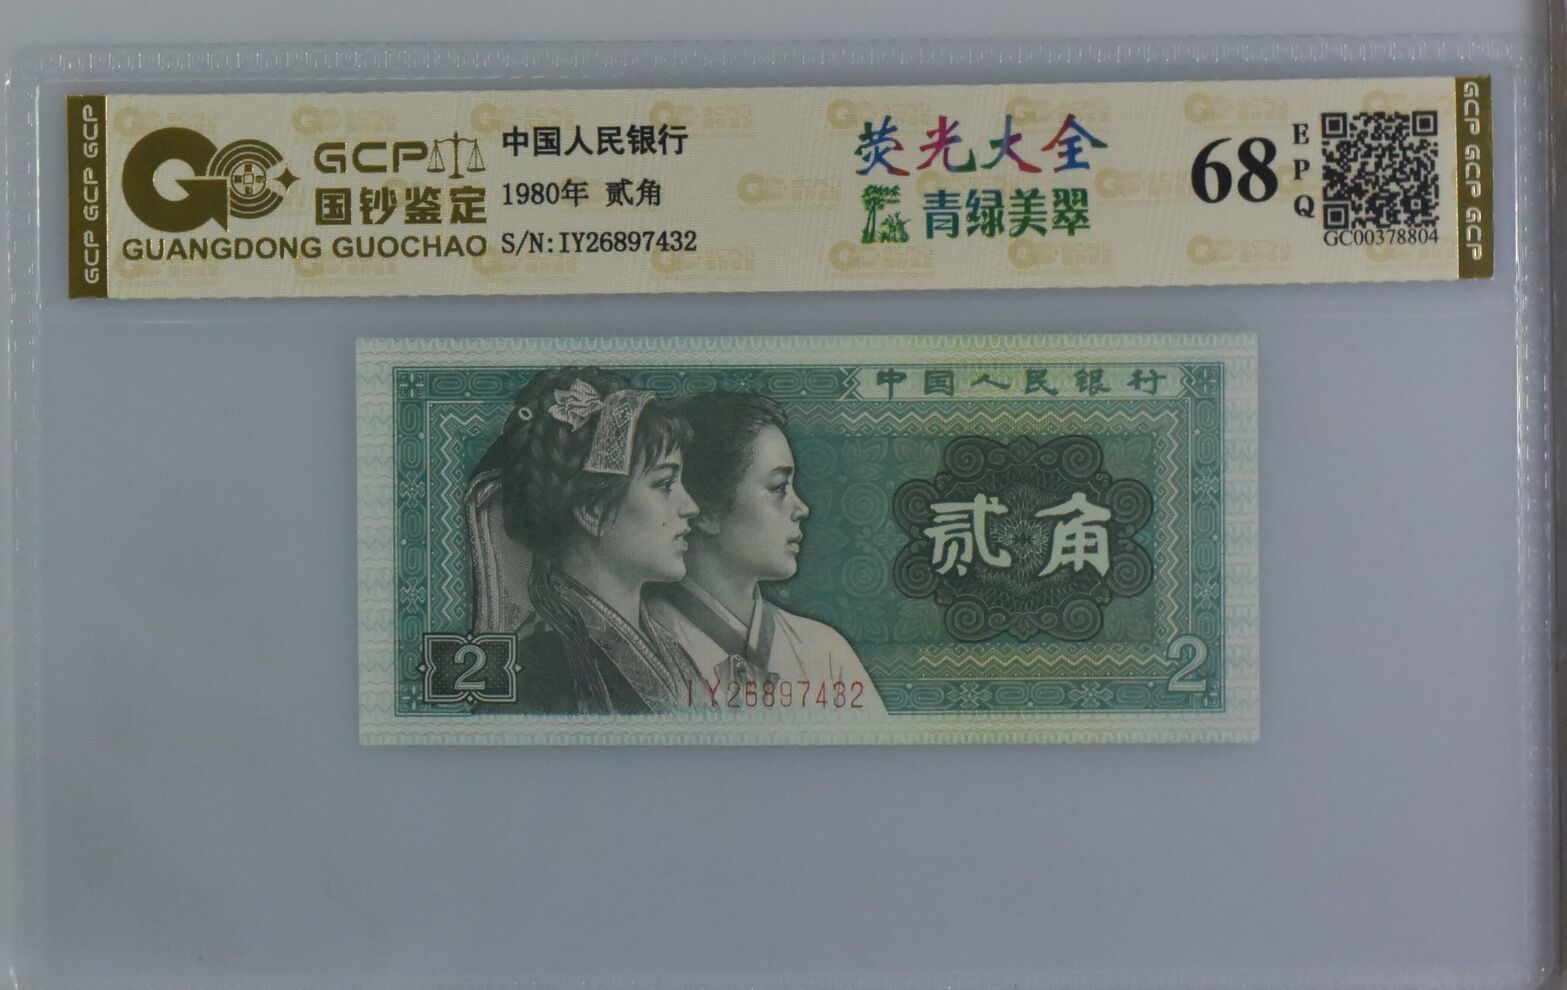 GCP GCP GCP
GCP
国钞鉴定
GUANGDONG GUOCHAO
中国人民银行
1980年 贰角
S/N:IY26897432
荧光大全
青绿美翠
68
EPQ
GC00378804
GCP GCP GCP
中国人民银行
贰角
2
IY26897432
2